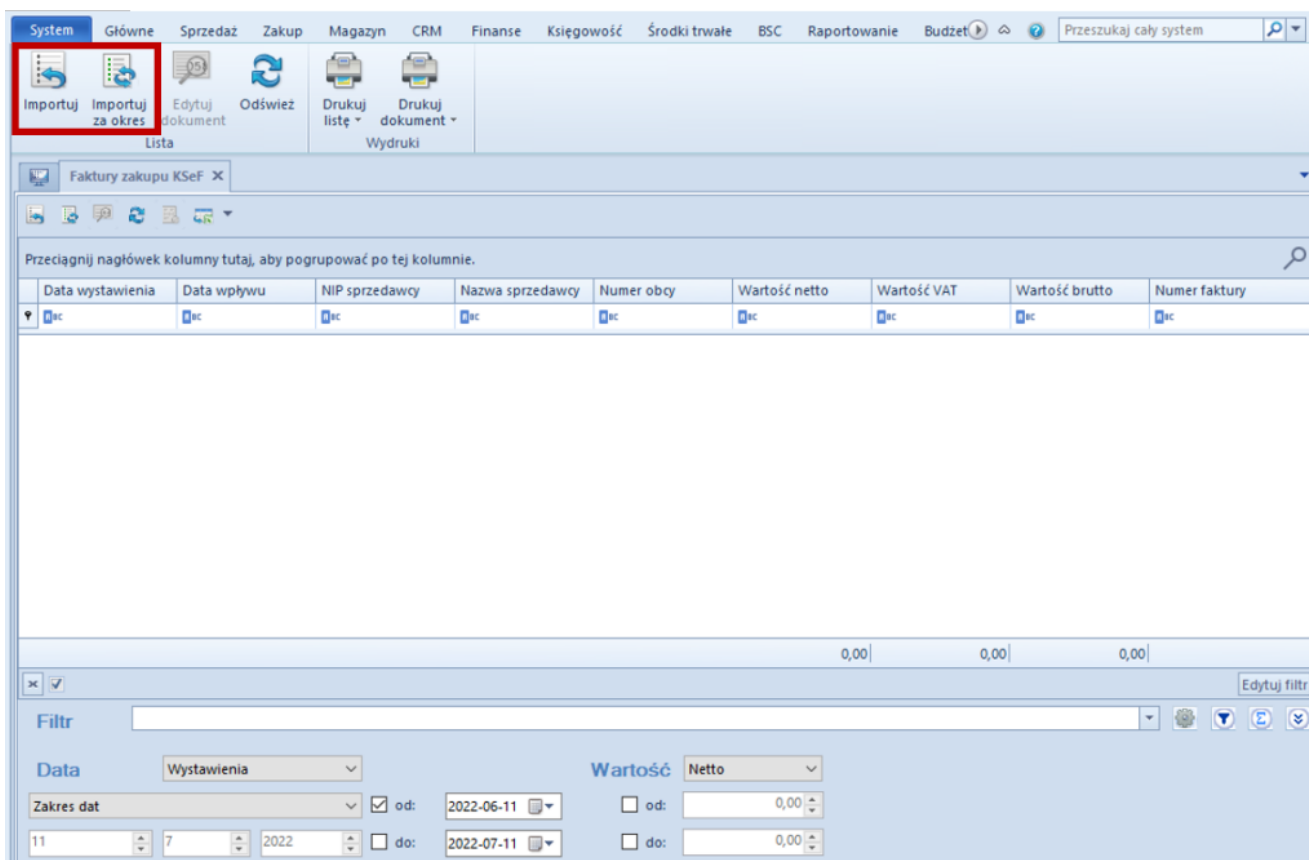 System Główne Sprzedaż Zakup Magazyn CRM Finanse Księgowość Środki trwałe BSC Raportowanie Budżet Przeszukaj cały system
Importuj Importuj za okres Edytuj dokument Odśwież Drukuj listę Drukuj dokument
Lista Wydruki
Faktury zakupu KSeF
Przeciągnij nagłówek kolumny tutaj, aby pogrupować po tej kolumnie.
Data wystawienia Data wpływu NIP sprzedawcy Nazwa sprzedawcy Numer obcy Wartość netto Wartość VAT Wartość brutto Numer faktury
0,00 0,00 0,00
Edytuj filtr
Filtr
Data Wystawienia Wartość Netto
Zakres dat od: 2022-06-11 od: 0,00
11 7 2022 do: 2022-07-11 do: 0,00